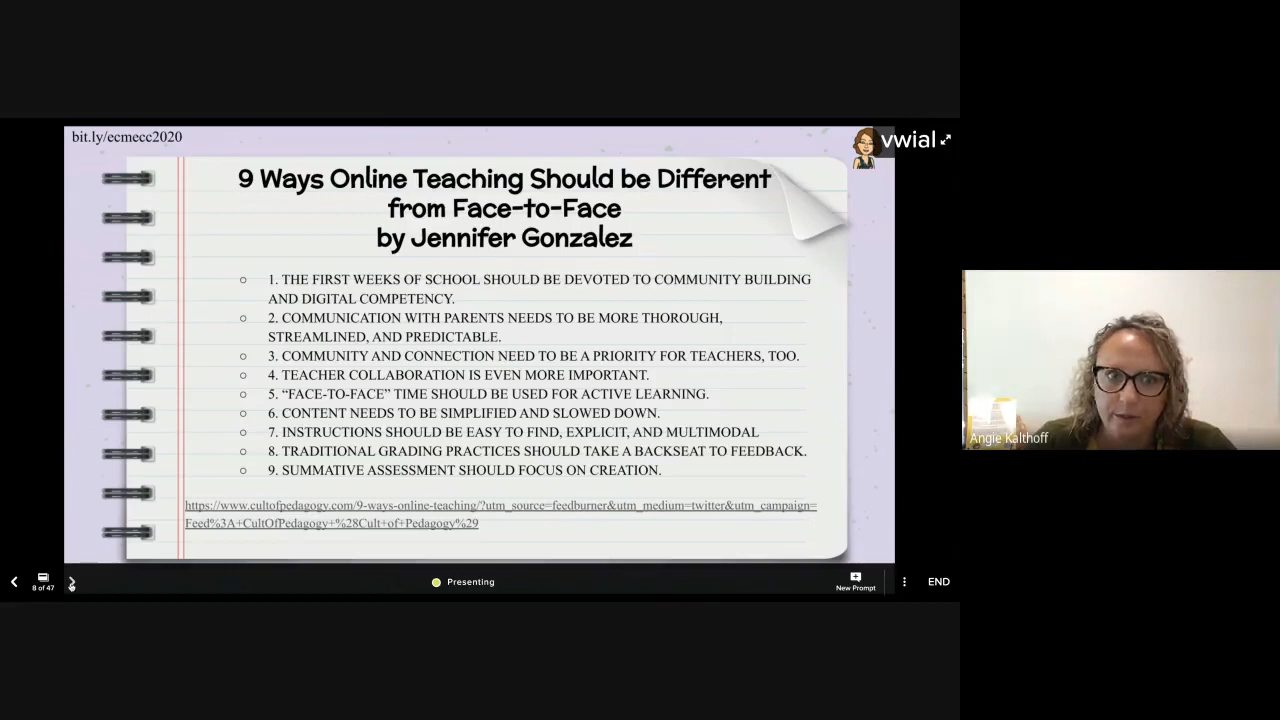 bit.ly/ecmecc2020
vwial
9 Ways Online Teaching Should be Different
from Face-to-Face
by Jennifer Gonzalez
1. THE FIRST WEEKS OF SCHOOL SHOULD BE DEVOTED TO COMMUNITY BUILDING
AND DIGITAL COMPETENCY.
2. COMMUNICATION WITH PARENTS NEEDS TO BE MORE THOROUGH,
STREAMLINED, AND PREDICTABLE.
3. COMMUNITY AND CONNECTION NEED TO BE A PRIORITY FOR TEACHERS, TOO.
4. TEACHER COLLABORATION IS EVEN MORE IMPORTANT.
5. “FACE-TO-FACE” TIME SHOULD BE USED FOR ACTIVE LEARNING.
6. CONTENT NEEDS TO BE SIMPLIFIED AND SLOWED DOWN.
7. INSTRUCTIONS SHOULD BE EASY TO FIND, EXPLICIT, AND MULTIMODAL
8. TRADITIONAL GRADING PRACTICES SHOULD TAKE A BACKSEAT TO FEEDBACK.
9. SUMMATIVE ASSESSMENT SHOULD FOCUS ON CREATION.
https://www.cultofpedagogy.com/9-ways-online-teaching/?utm_source=feedburner&utm_medium=twitter&utm_campaign=
Feed%3A+CultOfPedagogy+%28Cult+of+Pedagogy%29
Angie Kalthoff
8 of 47
Presenting
New Prompt
END